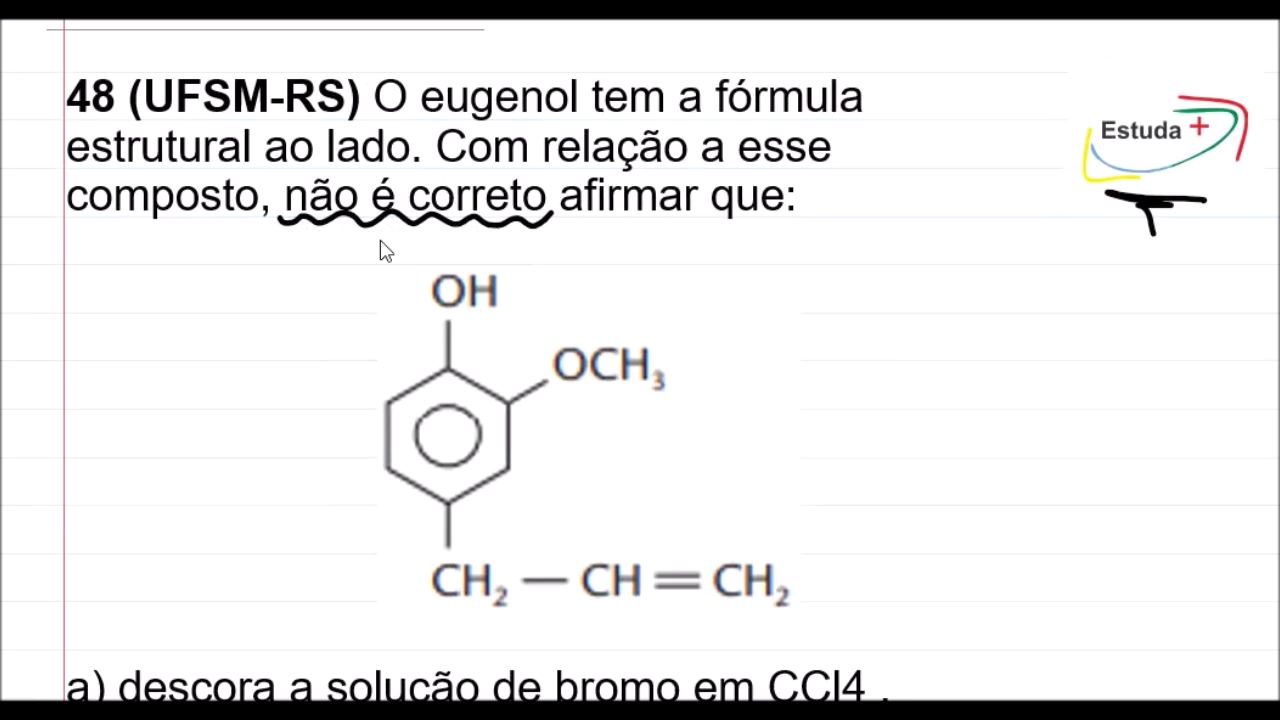 48 (UFSM-RS) O eugenol tem a fórmula
estrutural ao lado. Com relação a esse
composto, não é correto afirmar que:
Estuda +
OH
OCH₃
CH₂ — CH = CH₂
a) descora a solução de bromo em CCl4 .